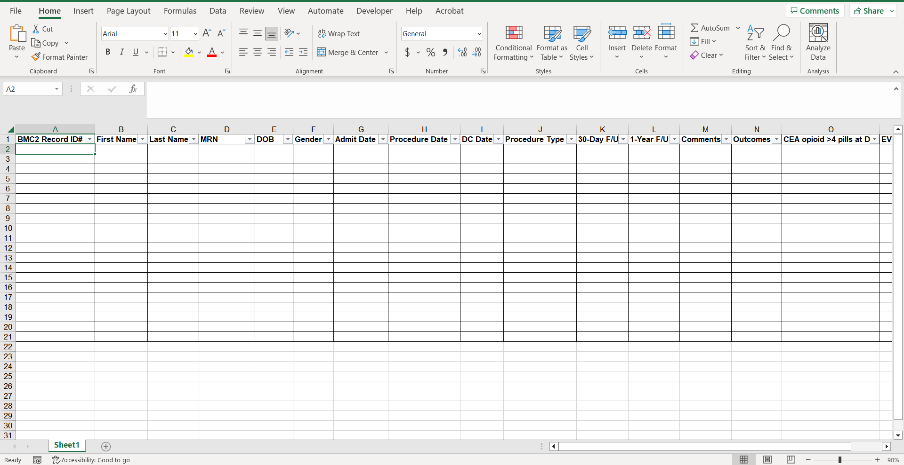 File Home Insert Page Layout Formulas Data Review View Automate Developer Help Acrobat Comments Share
Paste Cut Arial 11 A A Wrap Text General AutoSum
Copy Fill
Format Painter B I U A Merge & Center $ % 9 Clear
Conditional Formatting Format as Table Cell Styles Insert Delete Format Sort & Filter Find & Select Analyze Data
Clipboard Font Alignment Number Styles Cells Editing Analysis
A2 fx
A B C D E F G H I J K L M N O
1 BMC2 Record ID# First Name Last Name MRN DOB Gender Admit Date Procedure Date DC Date Procedure Type 30-Day F/U 1-Year F/U Comments Outcomes CEA opioid >4 pills at D EV
2
3
4
5
6
7
8
9
10
11
12
13
14
15
16
17
18
19
20
21
22
23
24
25
26
27
28
29
30
31
Sheet1
Ready Accessibility: Good to go 90%